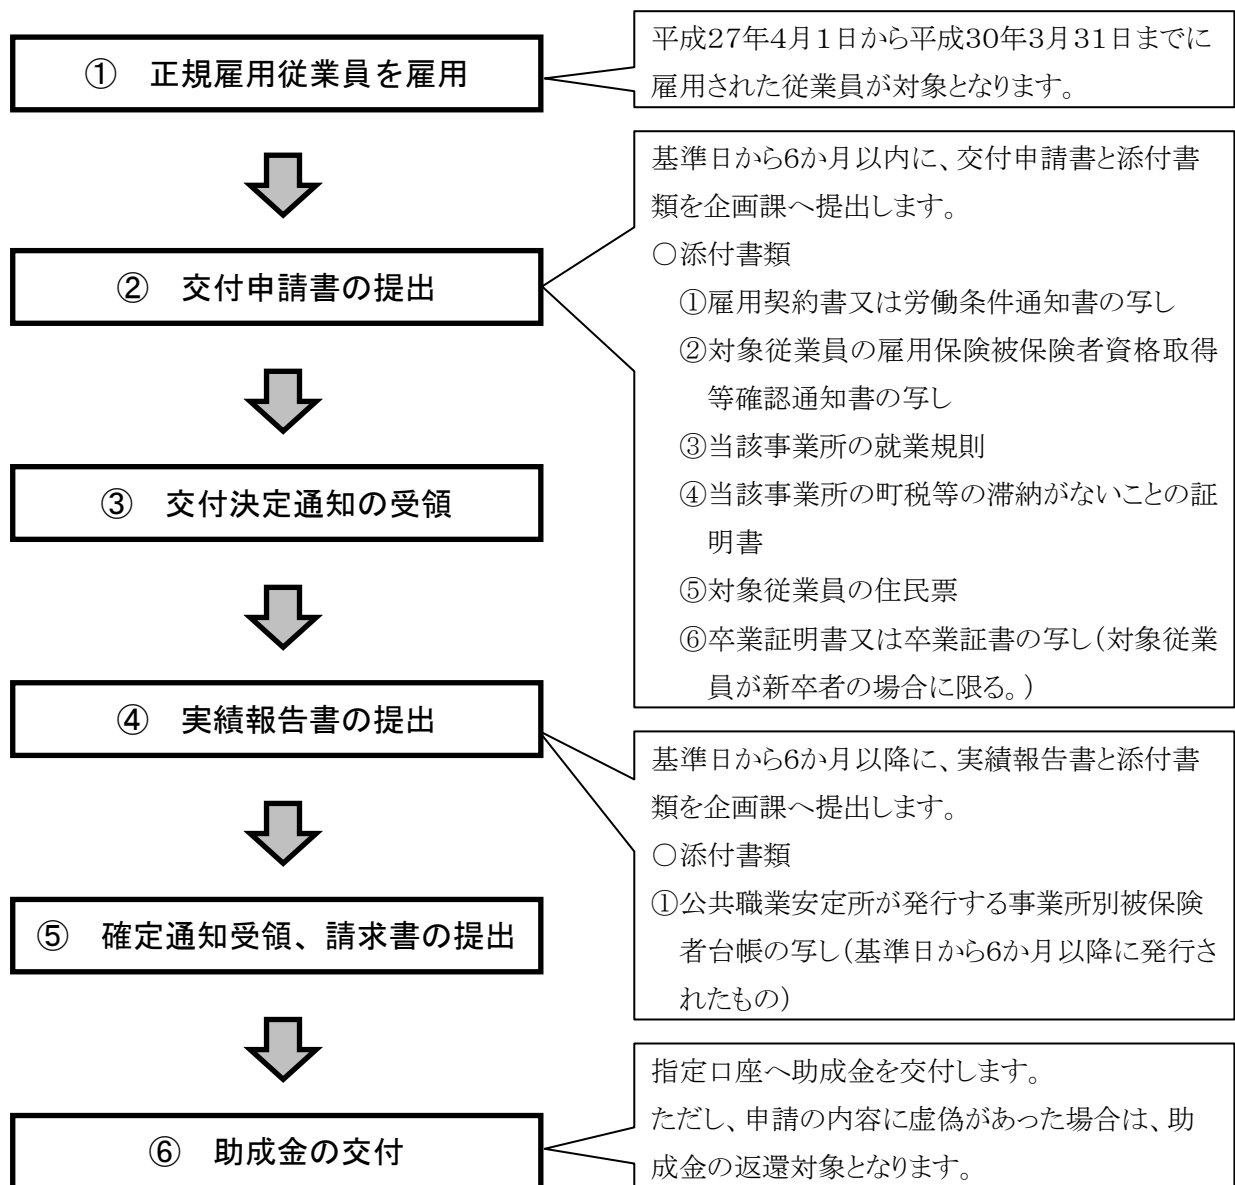 ① 正規雇用従業員を雇用
平成27年4月1日から平成30年3月31日までに
雇用された従業員が対象となります。
② 交付申請書の提出
基準日から6か月以内に、交付申請書と添付書
類を企画課へ提出します。
○添付書類
①雇用契約書又は労働条件通知書の写し
②対象従業員の雇用保険被保険者資格取得
等確認通知書の写し
③当該事業所の就業規則
④当該事業所の町税等の滞納がないことの証
明書
⑤対象従業員の住民票
⑥卒業証明書又は卒業証書の写し(対象従業
員が新卒者の場合に限る。)
③ 交付決定通知の受領
④ 実績報告書の提出
基準日から6か月以降に、実績報告書と添付書
類を企画課へ提出します。
○添付書類
①公共職業安定所が発行する事業所別被保険
者台帳の写し(基準日から6か月以降に発行さ
れたもの)
⑤ 確定通知受領、請求書の提出
⑥ 助成金の交付
指定口座へ助成金を交付します。
ただし、申請の内容に虚偽があった場合は、助
成金の返還対象となります。